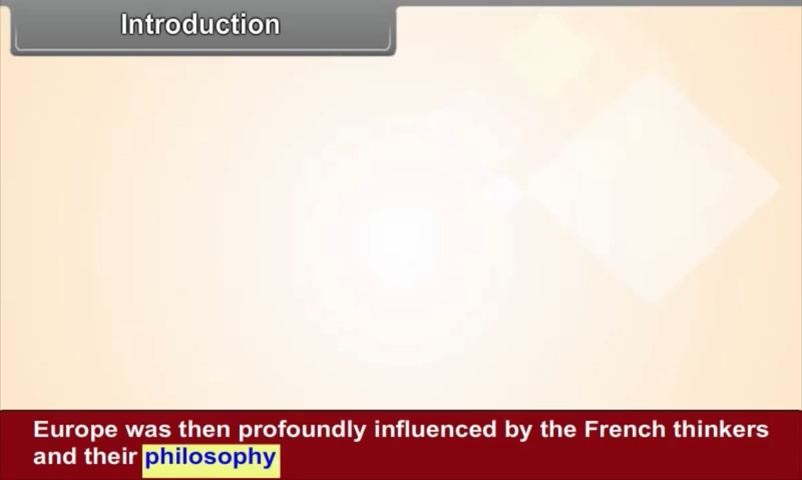 Introduction
Europe was then profoundly influenced by the French thinkers
and their philosophy